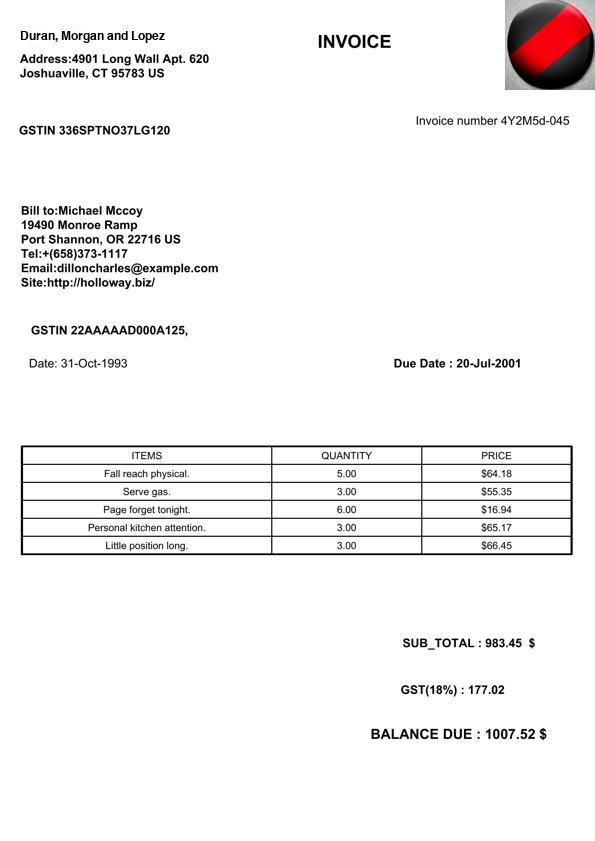 Duran, Morgan and Lopez
INVOICE
Address:4901 Long Wall Apt. 620
Joshuaville, CT 95783 US
Invoice number 4Y2M5d-045
GSTIN 336SPTNO37LG120
Bill to:Michael Mccoy
19490 Monroe Ramp
Port Shannon, OR 22716 US
Tel:+(658)373-1117
Email:dilloncharles@example.com
Site:http://holloway.biz/
GSTIN 22AAAAAD000A125,
Date: 31-Oct-1993 Due Date : 20-Jul-2001
ITEMS QUANTITY PRICE
Fall reach physical. 5.00 $64.18
Serve gas. 3.00 $55.35
Page forget tonight. 6.00 $16.94
Personal kitchen attention. 3.00 $65.17
Little position long. 3.00 $66.45
SUB_TOTAL : 983.45 $
GST(18%) : 177.02
BALANCE DUE : 1007.52 $